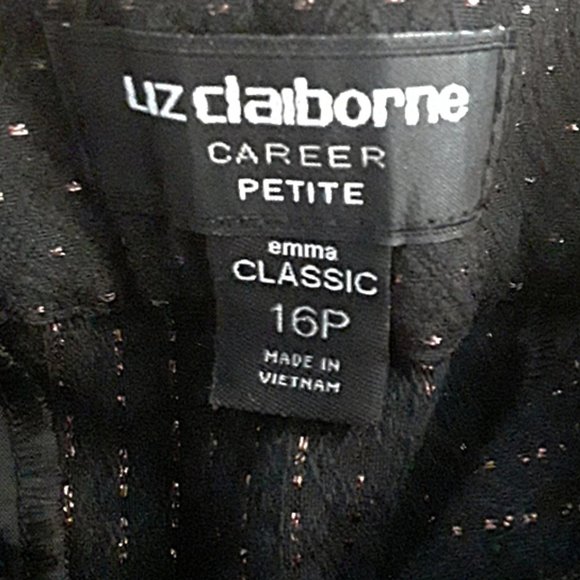 liz claiborne
CAREER
PETITE
emma
CLASSIC
16P
MADE IN
VIETNAM